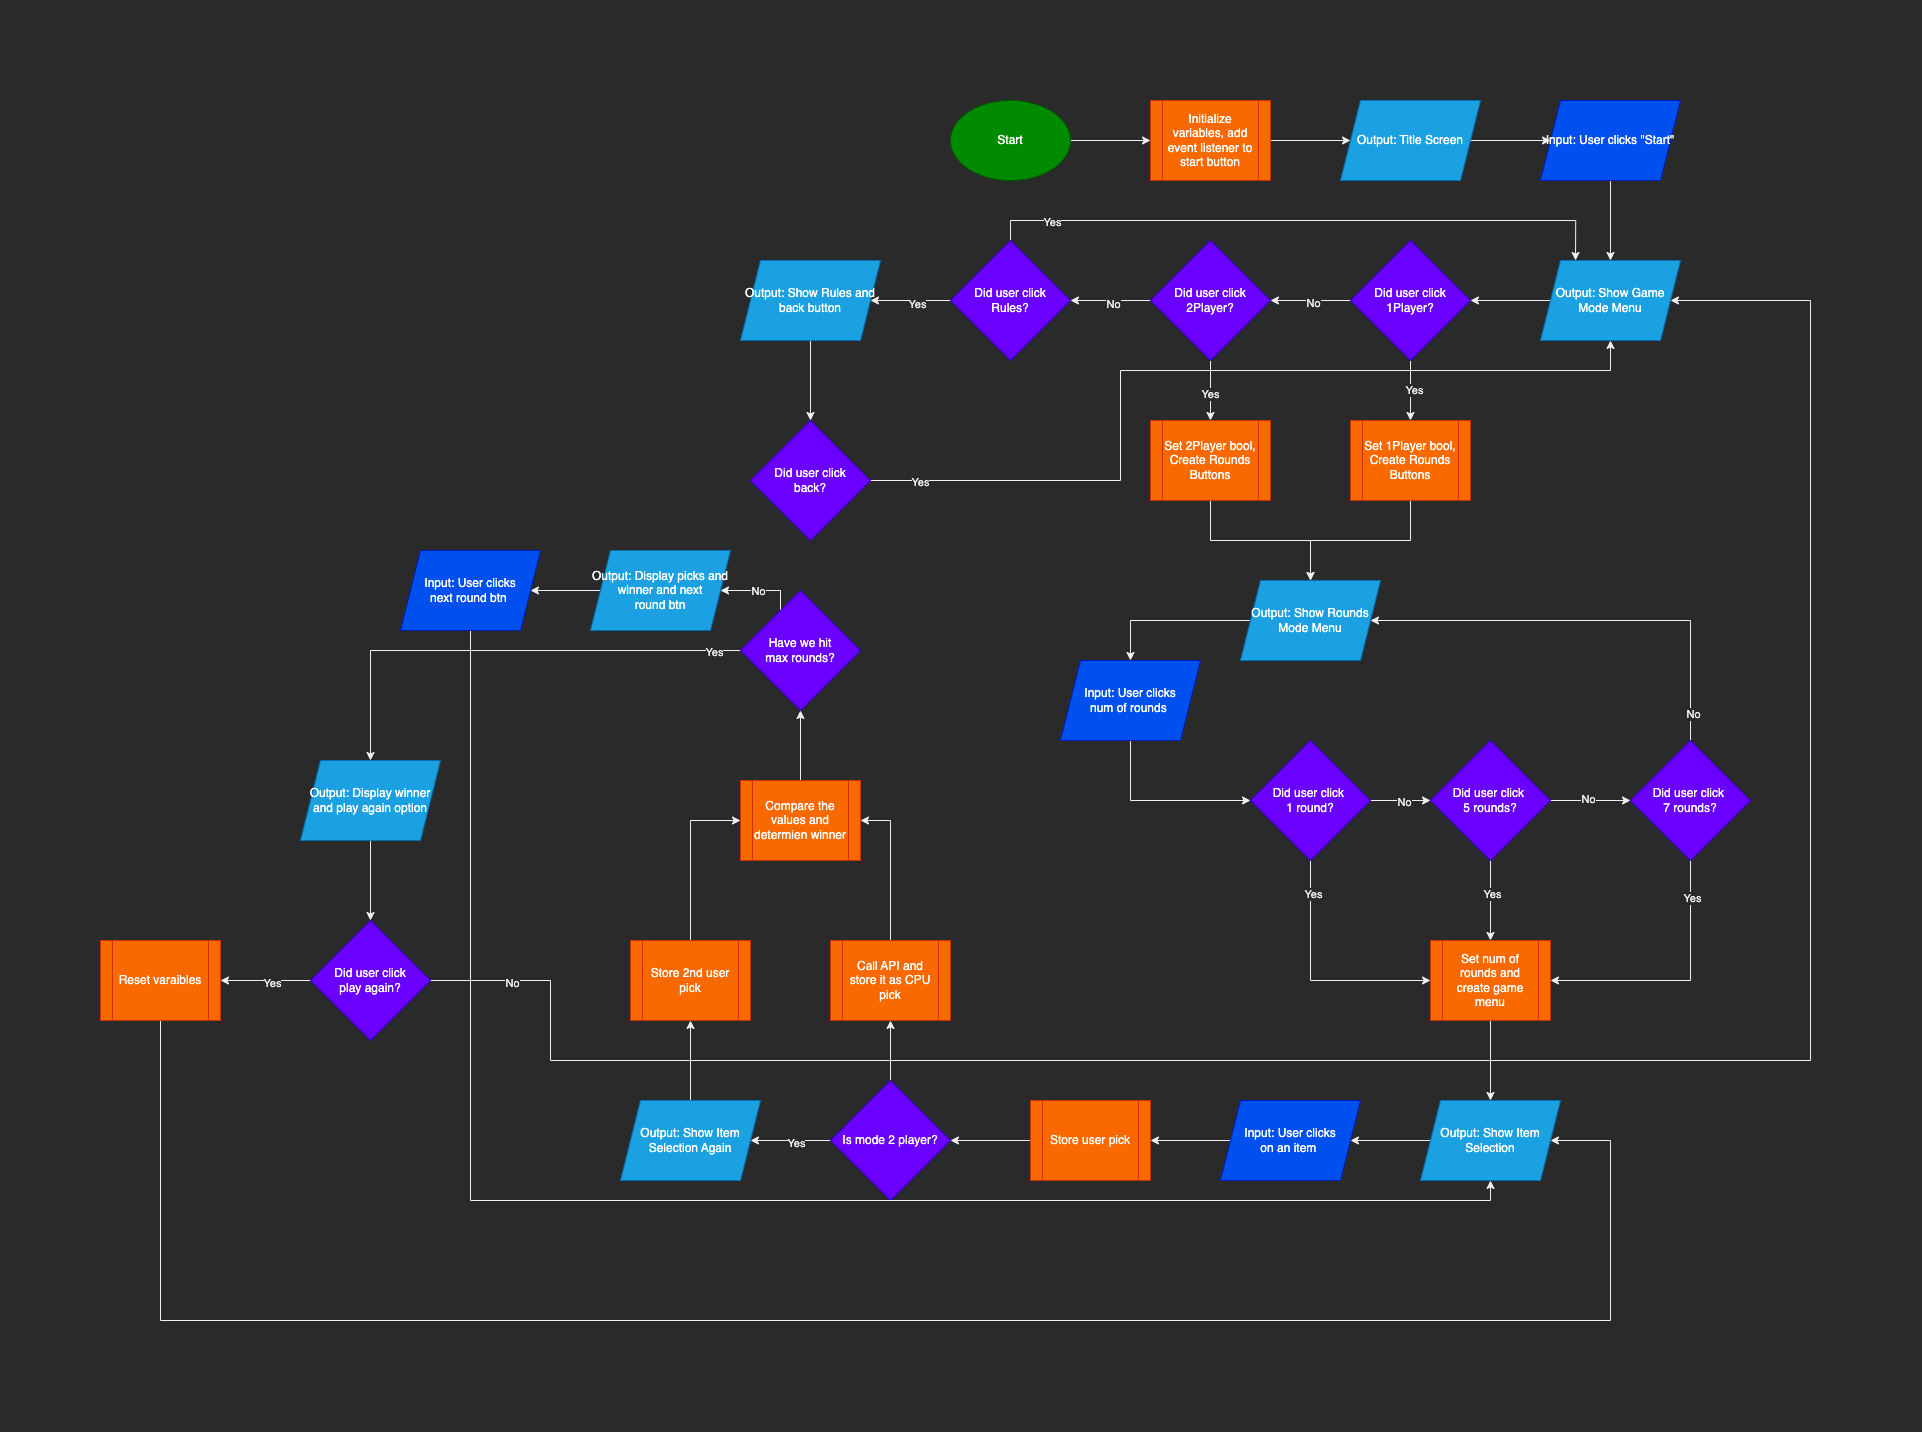 Start
Initialize
variables, add
event listener to
start button
Output: Title Screen
Input: User clicks "Start"
Yes
Output: Show Rules and
back button
Yes
Did user click
Rules?
No
Did user click
2Player?
No
Did user click
1Player?
Output: Show Game
Mode Menu
Yes
Yes
Did user click
back?
Yes
Set 2Player bool,
Create Rounds
Buttons
Set 1Player bool,
Create Rounds
Buttons
Input: User clicks
next round btn
Output: Display picks and
winner and next
round btn
No
Have we hit
max rounds?
Yes
Output: Show Rounds
Mode Menu
Input: User clicks
num of rounds
No
Output: Display winner
and play again option
Compare the
values and
determien winner
Did user click
1 round?
No
Did user click
5 rounds?
No
Did user click
7 rounds?
Yes
Yes
Yes
Reset varaibles
Yes
Did user click
play again?
No
Store 2nd user
pick
Call API and
store it as CPU
pick
Set num of
rounds and
create game
menu
Output: Show Item
Selection Again
Yes
Is mode 2 player?
Store user pick
Input: User clicks
on an item
Output: Show Item
Selection